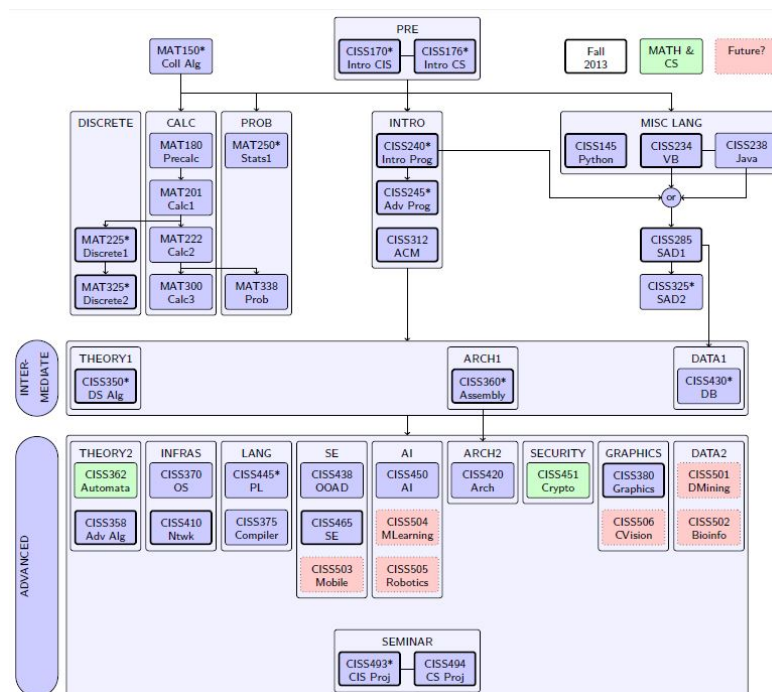 PRE
MAT150*
Coll Alg
CISS170*
Intro CIS
CISS176*
Intro CS
Fall
2013
MATH &
CS
Future?
DISCRETE
CALC
PROB
INTRO
MISC LANG
MAT180
Precalc
MAT250*
Stats1
CISS240*
Intro Prog
CISS145
Python
CISS234
VB
CISS238
Java
MAT201
Calc1
CISS245*
Adv Prog
or
MAT225*
Discrete1
MAT222
Calc2
CISS312
ACM
CISS285
SAD1
MAT325*
Discrete2
MAT300
Calc3
MAT338
Prob
CISS325*
SAD2
INTER-
MEDIATE
THEORY1
CISS350*
DS Alg
ARCH1
CISS360*
Assembly
DATA1
CISS430*
DB
ADVANCED
THEORY2
INFRAS
LANG
SE
AI
ARCH2
SECURITY
GRAPHICS
DATA2
CISS362
Automata
CISS370
OS
CISS445*
PL
CISS438
OOAD
CISS450
AI
CISS420
Arch
CISS451
Crypto
CISS380
Graphics
CISS501
DMining
CISS358
Adv Alg
CISS410
Ntwk
CISS375
Compiler
CISS465
SE
CISS504
MLearning
CISS506
CVision
CISS502
Bioinfo
CISS503
Mobile
CISS505
Robotics
SEMINAR
CISS493*
CIS Proj
CISS494
CS Proj